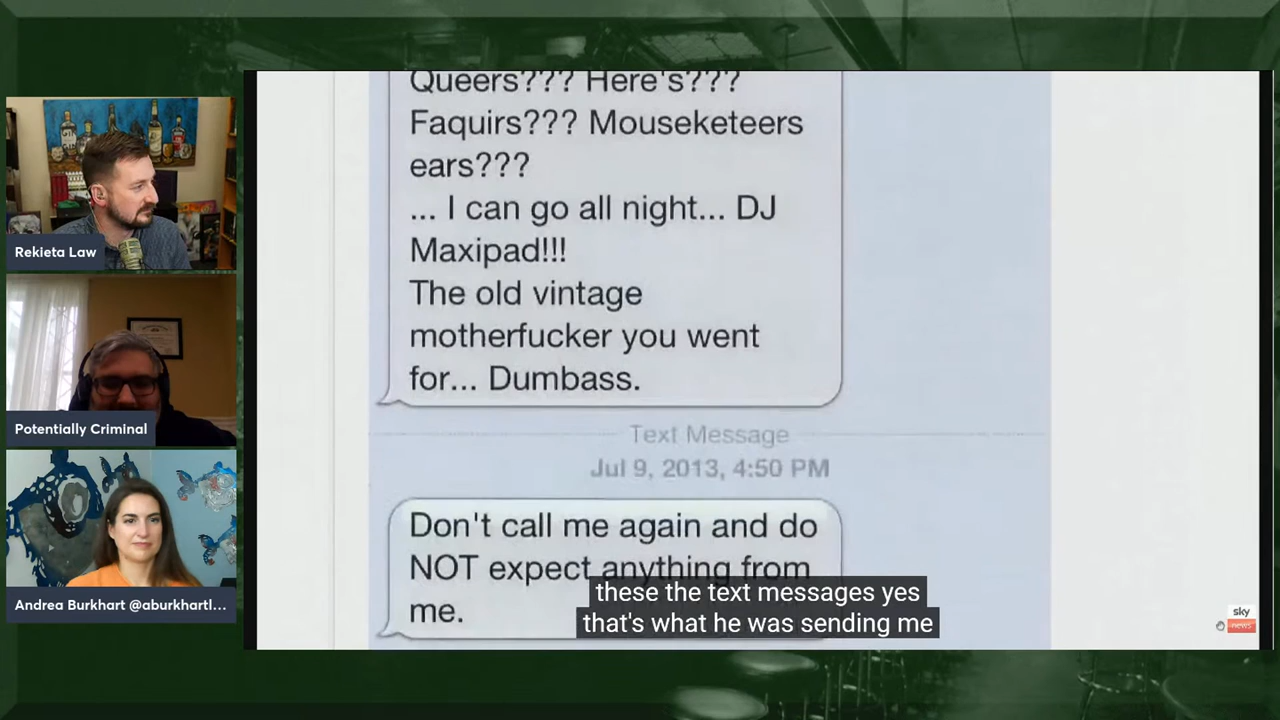 Queers??? Here's???
Faquirs??? Mouseketeers
ears???
... I can go all night... DJ
Maxipad!!!
The old vintage
motherfucker you went
for... Dumbass.
Text Message
Jul 9, 2013, 4:50 PM
Don't call me again and do
NOT expect anything from
me.
these the text messages yes
that's what he was sending me
Rekieta Law
Potentially Criminal
Andrea Burkhart @aburkhartl...
sky
news